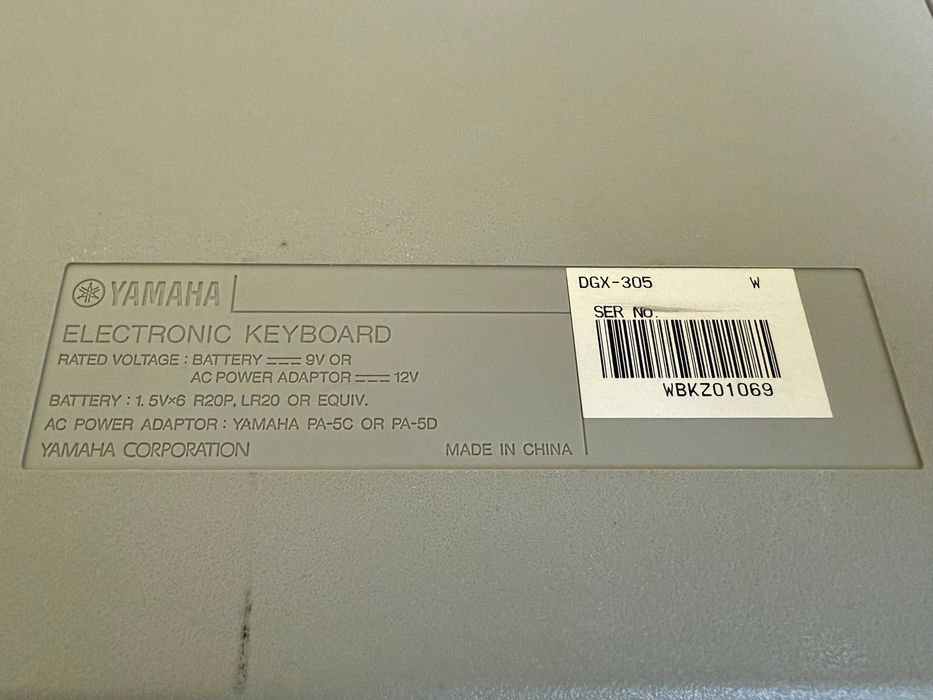 YAMAHA
ELECTRONIC KEYBOARD
RATED VOLTAGE : BATTERY 9V OR
AC POWER ADAPTOR 12V
BATTERY : 1.5V×6 R20P, LR20 OR EQUIV.
AC POWER ADAPTOR : YAMAHA PA-5C OR PA-5D
YAMAHA CORPORATION MADE IN CHINA
DGX-305 W
SER No.
WBKZ01069